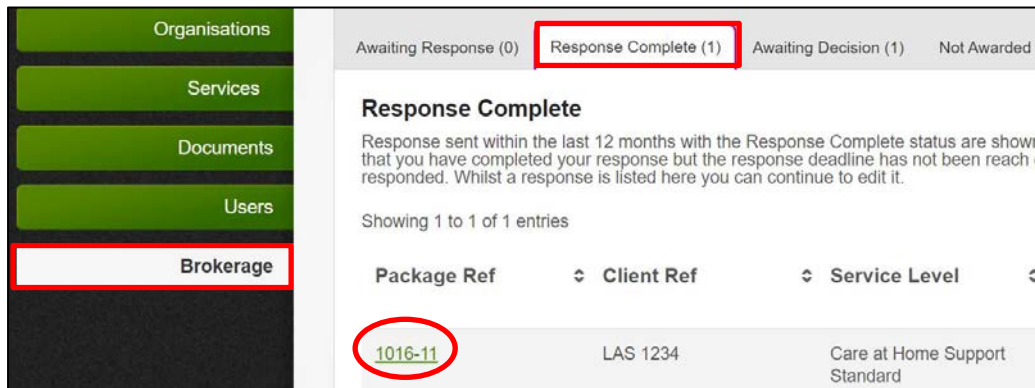 Organisations
Services
Documents
Users
Brokerage
Awaiting Response (0) Response Complete (1) Awaiting Decision (1) Not Awarded
Response Complete
Response sent within the last 12 months with the Response Complete status are shown
that you have completed your response but the response deadline has not been reach
responded. Whilst a response is listed here you can continue to edit it.
Showing 1 to 1 of 1 entries
Package Ref Client Ref Service Level
1016-11 LAS 1234 Care at Home Support
Standard